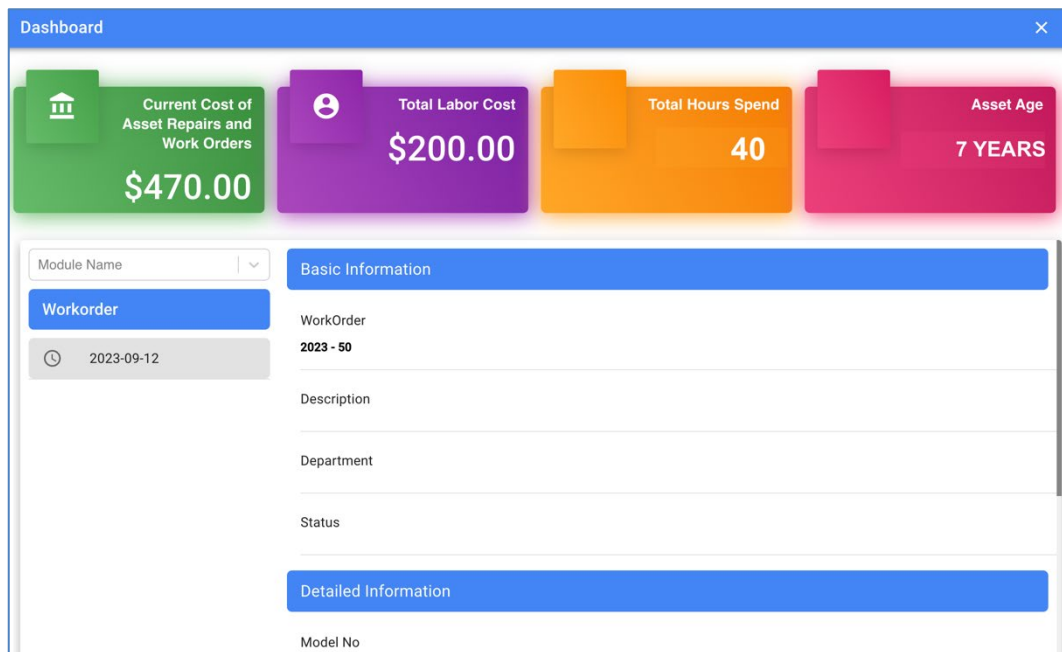 Dashboard
Current Cost of
Asset Repairs and
Work Orders
$470.00
Total Labor Cost
$200.00
Total Hours Spend
40
Asset Age
7 YEARS
Module Name
Workorder
2023-09-12
Basic Information
WorkOrder
2023 - 50
Description
Department
Status
Detailed Information
Model No